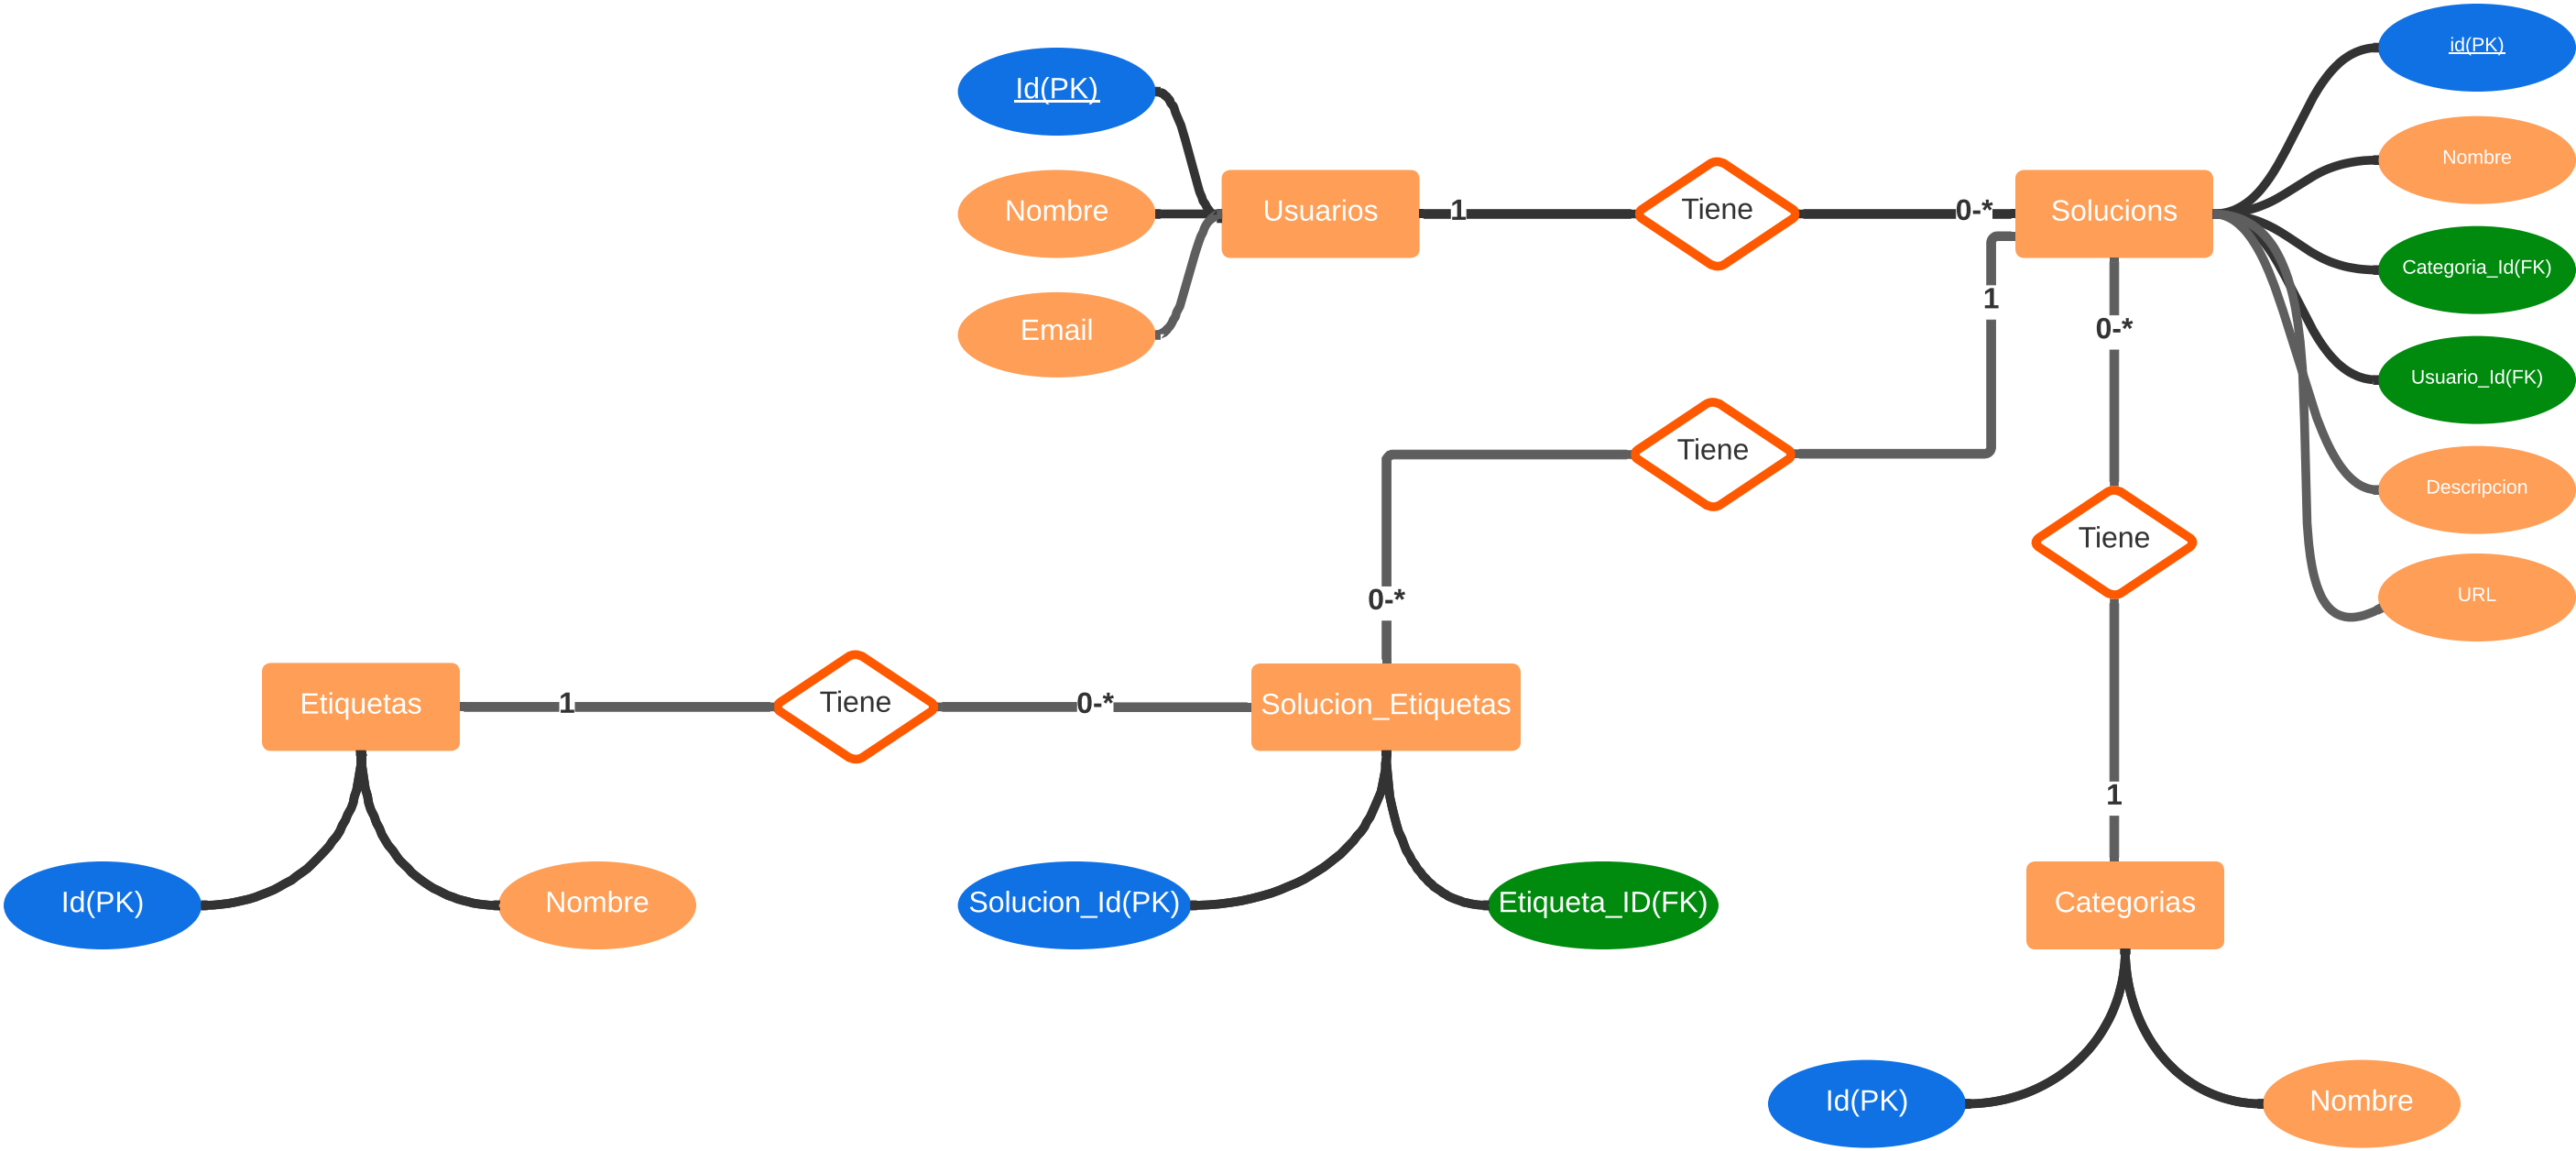 id(PK)
Id(PK)
Nombre
Nombre
Usuarios
1
Tiene
0-*
Solucions
Categoria_Id(FK)
1
0-*
Email
Usuario_Id(FK)
Tiene
Descripcion
Tiene
0-*
URL
Etiquetas
1
Tiene
0-*
Solucion_Etiquetas
1
Id(PK)
Nombre
Solucion_Id(PK)
Etiqueta_ID(FK)
Categorias
Id(PK)
Nombre